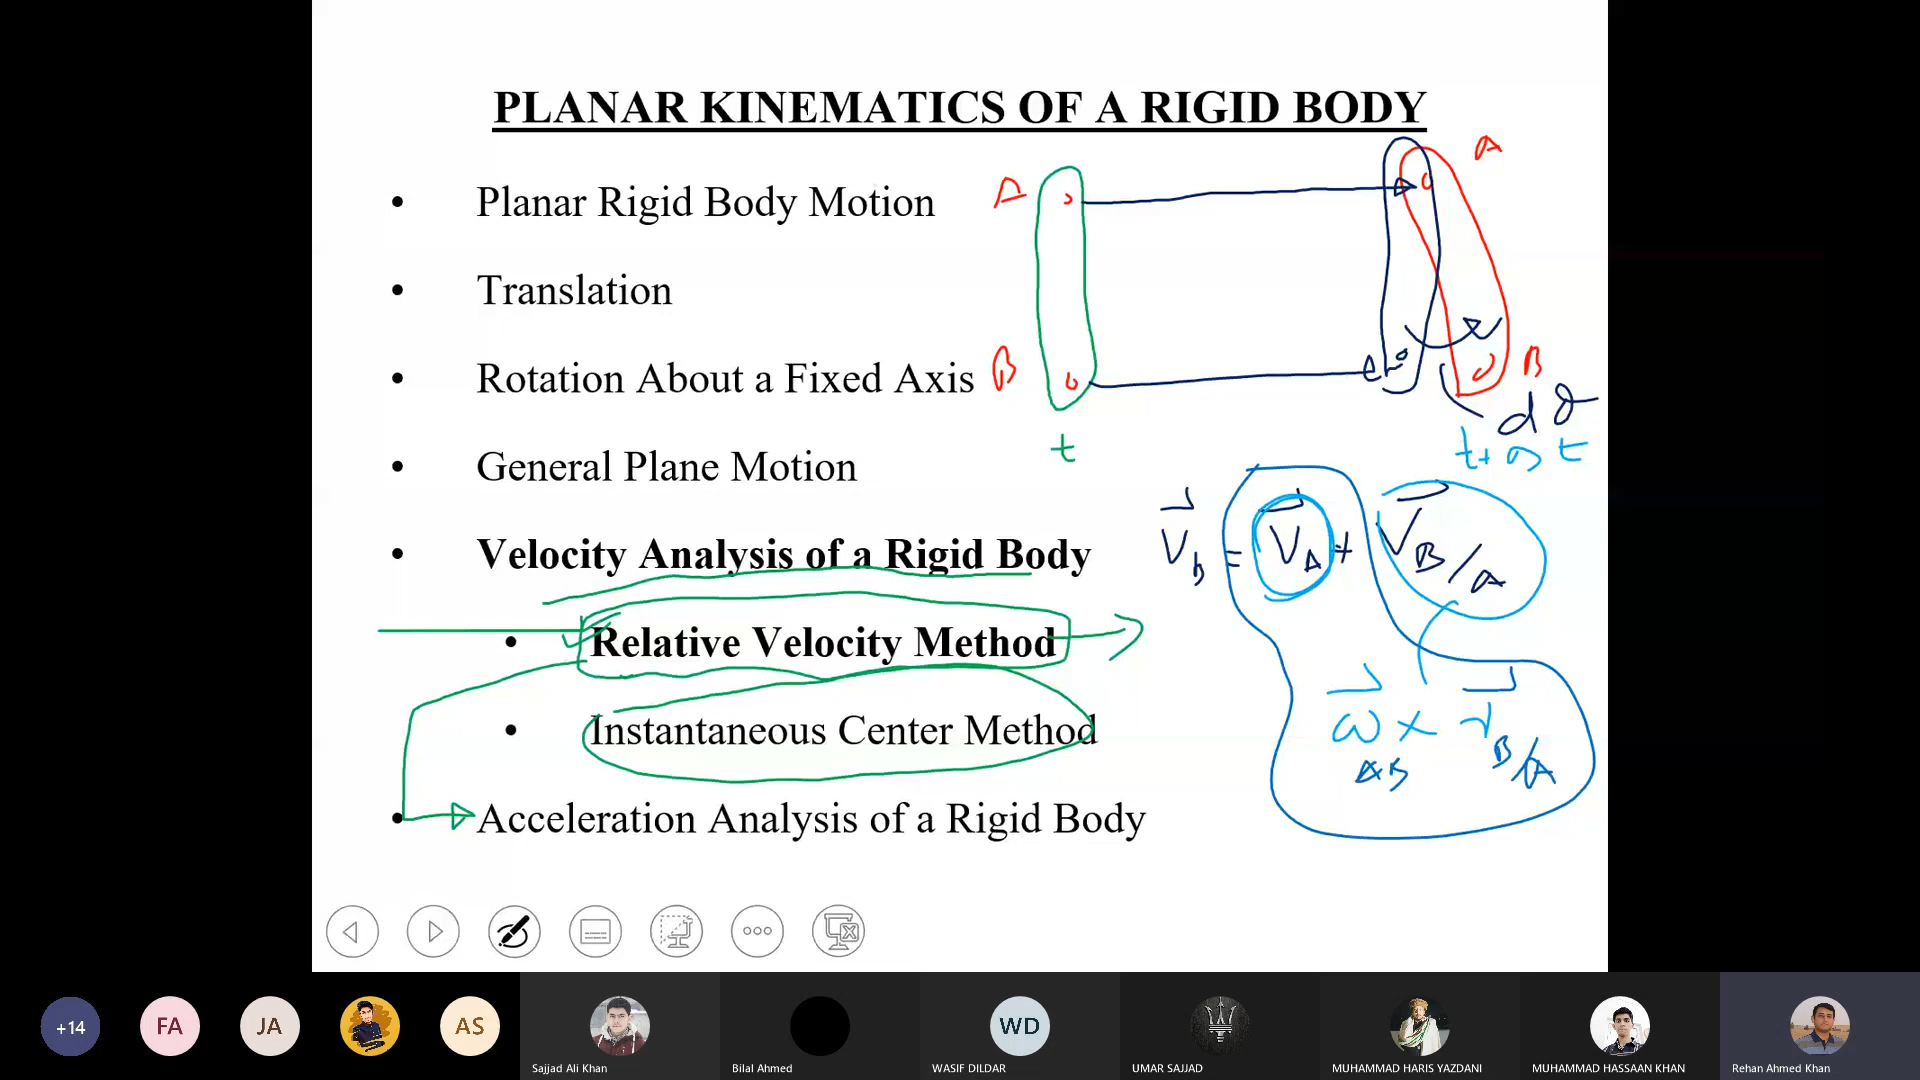 PLANAR KINEMATICS OF A RIGID BODY
A
A
• Planar Rigid Body Motion
• Translation
• Rotation About a Fixed Axis
B
B
dθ
t
t+Δt
• General Plane Motion
• Velocity Analysis of a Rigid Body
V_b = V_A + V_B/A
• Relative Velocity Method
• Instantaneous Center Method
ω_AB × r_B/A
• Acceleration Analysis of a Rigid Body
+14
FA
JA
AS
WD
Sajjad Ali Khan
Bilal Ahmed
WASIF DILDAR
UMAR SAJJAD
MUHAMMAD HARIS YAZDANI
MUHAMMAD HASSAAN KHAN
Rehan Ahmed Khan